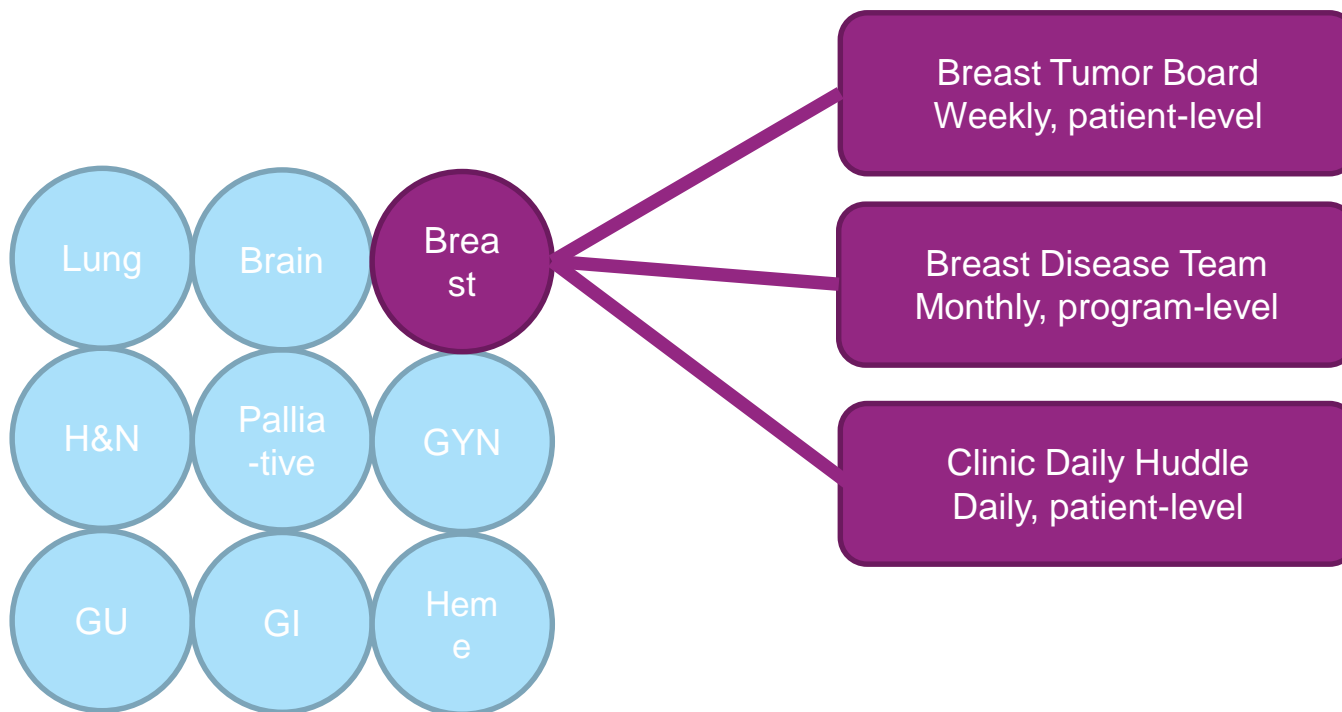 Breast Tumor Board
Weekly, patient-level
Lung
Brain
Brea
st
Breast Disease Team
Monthly, program-level
H&N
Pallia
-tive
GYN
Clinic Daily Huddle
Daily, patient-level
GU
GI
Hem
e